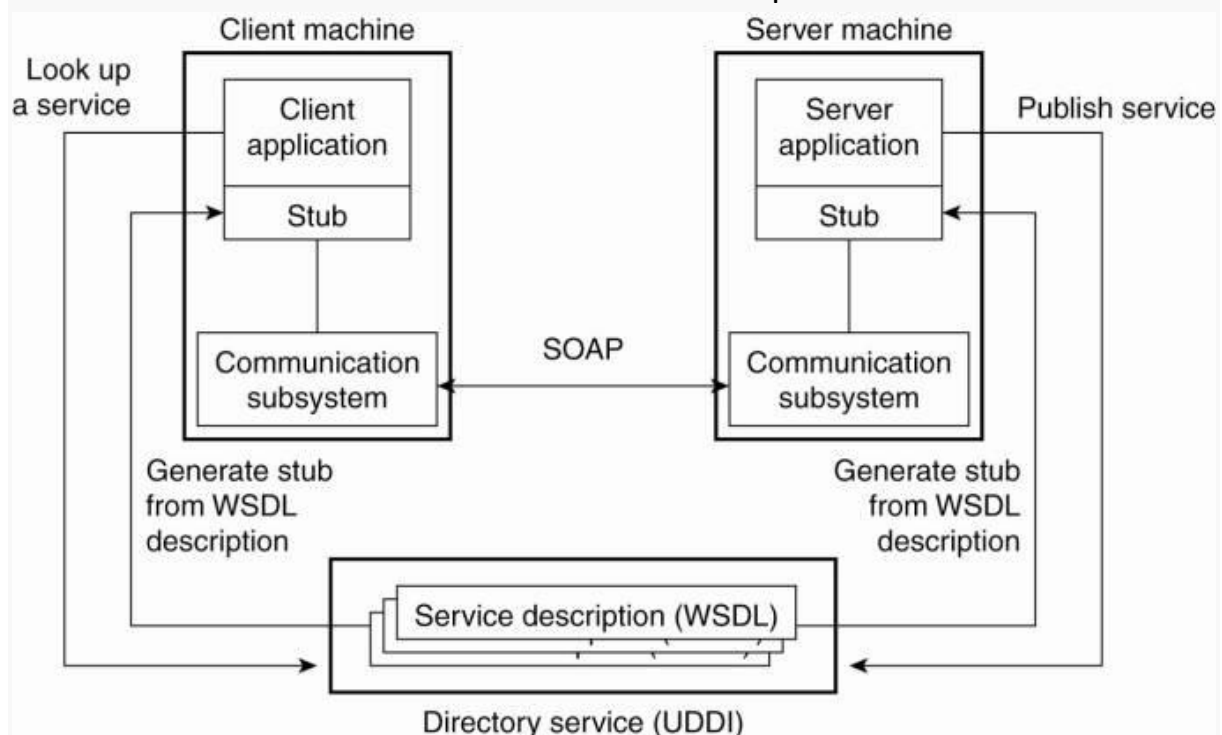 Client machine
Server machine
Look up
a service
Client
application
Stub
Server
application
Stub
Publish service
Communication
subsystem
SOAP
Communication
subsystem
Generate stub
from WSDL
description
Generate stub
from WSDL
description
Service description (WSDL)
Directory service (UDDI)